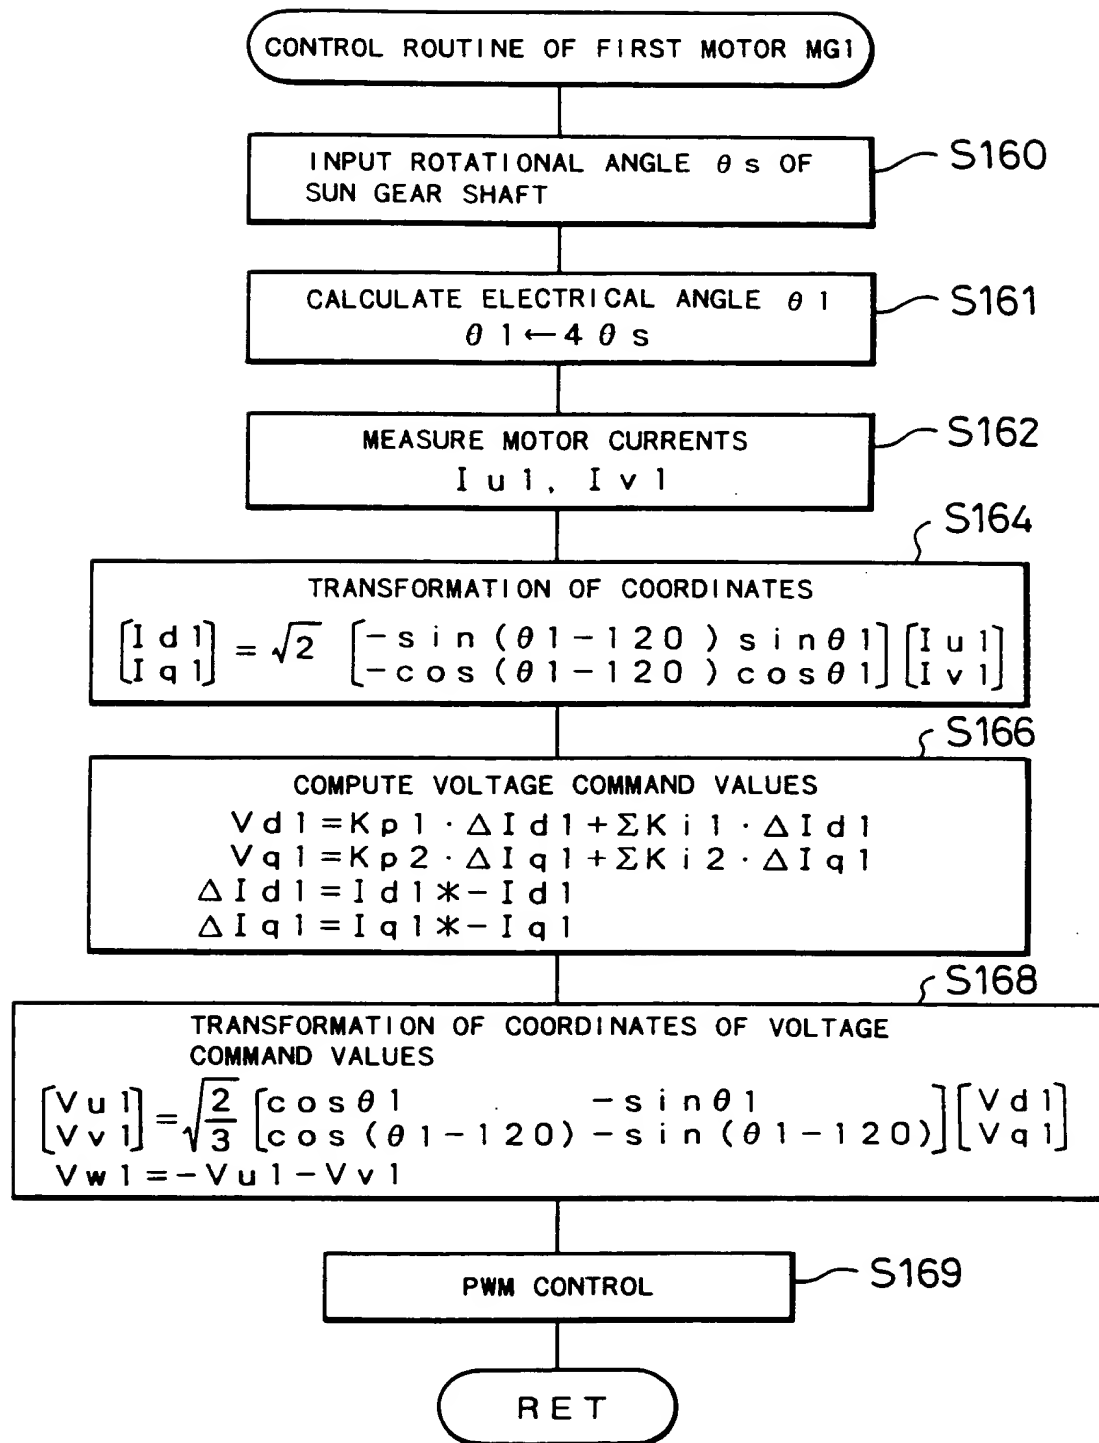 CONTROL ROUTINE OF FIRST MOTOR MG1
INPUT ROTATIONAL ANGLE θs OF
SUN GEAR SHAFT
S160
CALCULATE ELECTRICAL ANGLE θ1
θ1←4θs
S161
MEASURE MOTOR CURRENTS
Iu1, Iv1
S162
S164
TRANSFORMATION OF COORDINATES
[Id1] = √2 [-sin(θ1-120) sinθ1] [Iu1]
[Iq1] [-cos(θ1-120) cosθ1] [Iv1]
S166
COMPUTE VOLTAGE COMMAND VALUES
Vd1=Kp1·ΔId1+ΣKi1·ΔId1
Vq1=Kp2·ΔIq1+ΣKi2·ΔIq1
ΔId1=Id1*-Id1
ΔIq1=Iq1*-Iq1
S168
TRANSFORMATION OF COORDINATES OF VOLTAGE
COMMAND VALUES
[Vu1] = √2/3 [cosθ1 -sinθ1] [Vd1]
[Vv1] [cos(θ1-120) -sin(θ1-120)] [Vq1]
Vw1=-Vu1-Vv1
PWM CONTROL
S169
RET